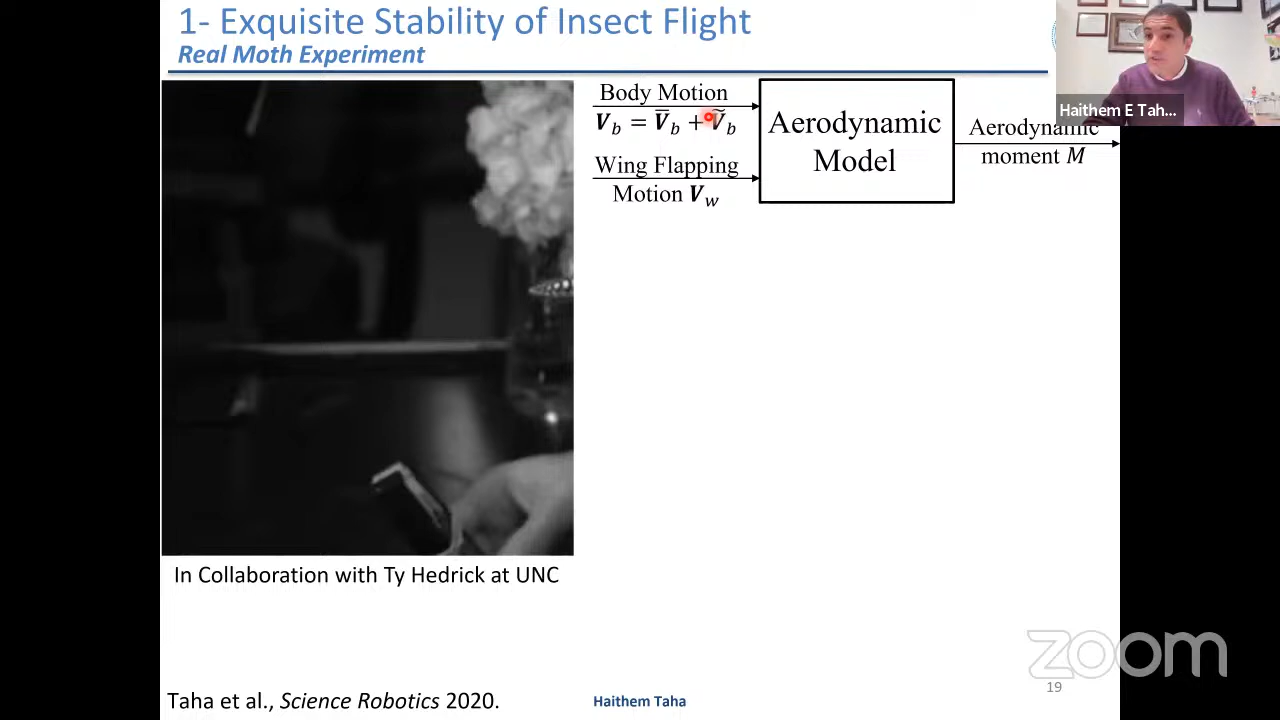 1- Exquisite Stability of Insect Flight
Real Moth Experiment
Haithem E Tah...
Body Motion
𝑽_b = V̅_b + Ṽ_b
Wing Flapping
Motion 𝑽_w
Aerodynamic
Model
Aerodynamic
moment M
In Collaboration with Ty Hedrick at UNC
Taha et al., Science Robotics 2020.
Haithem Taha
zoom
19